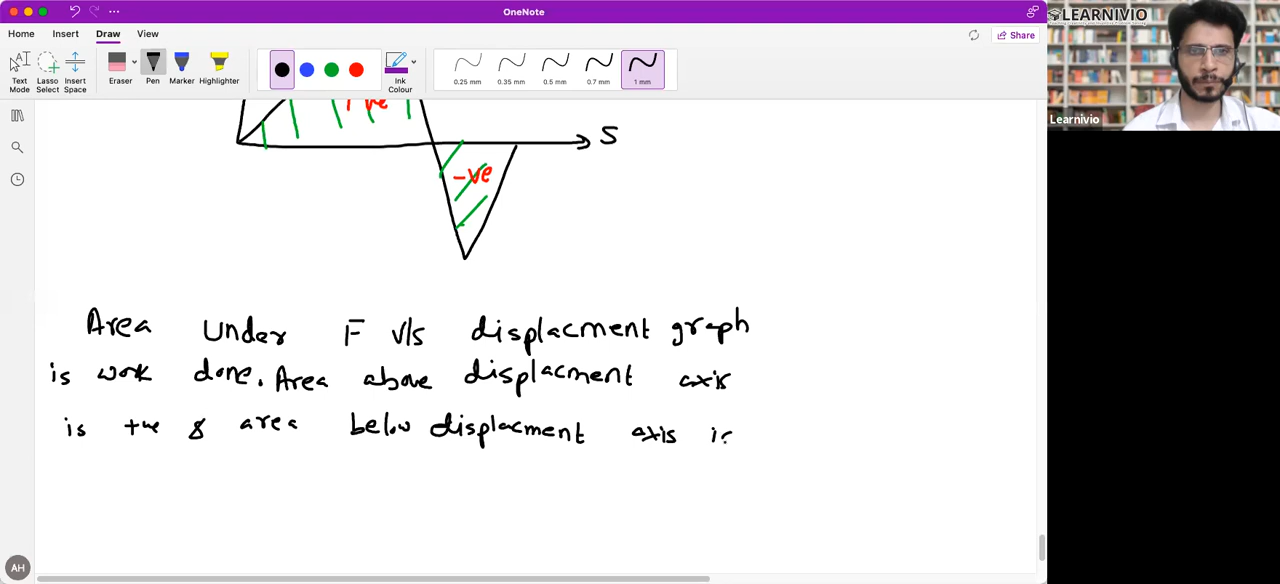 OneNote
LEARNIVIO
Home Insert Draw View
Share
Text Mode
Lasso Select
Insert Space
Eraser
Pen
Marker
Highlighter
Ink Colour
0.25 mm
0.35 mm
0.5 mm
0.7 mm
1 mm
Learnivio
ve
S
-ve
Area under F v/s displacment graph
is work done. Area above displacment axis
is +ve & area below displacment axis is
AH